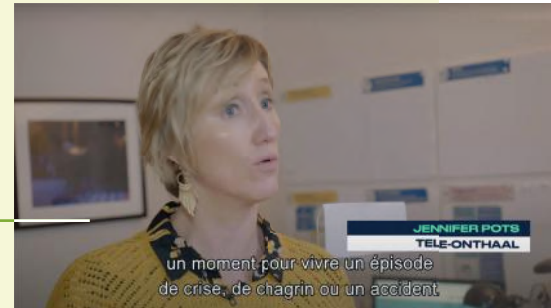 JENNIFER POTS
TELE-ONTHAAL
un moment pour vivre un épisode
de crise, de chagrin ou un accident